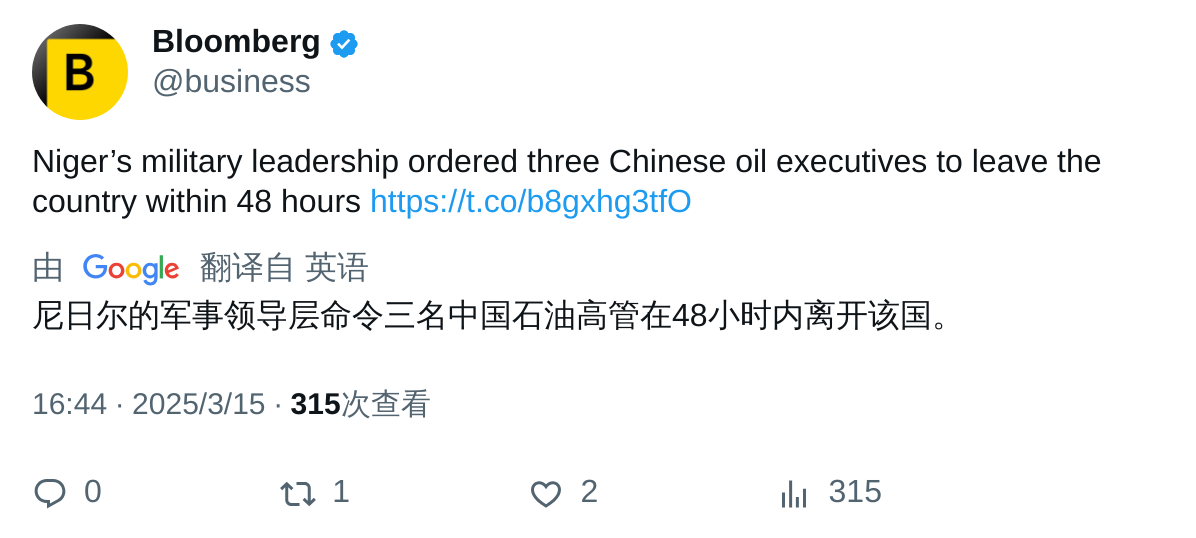 B
Bloomberg
@business
Niger’s military leadership ordered three Chinese oil executives to leave the
country within 48 hours https://t.co/b8gxhg3tfO
由 Google 翻译自 英语
尼日尔的军事领导层命令三名中国石油高管在48小时内离开该国。
16:44 · 2025/3/15 · 315次查看
0 1 2 315